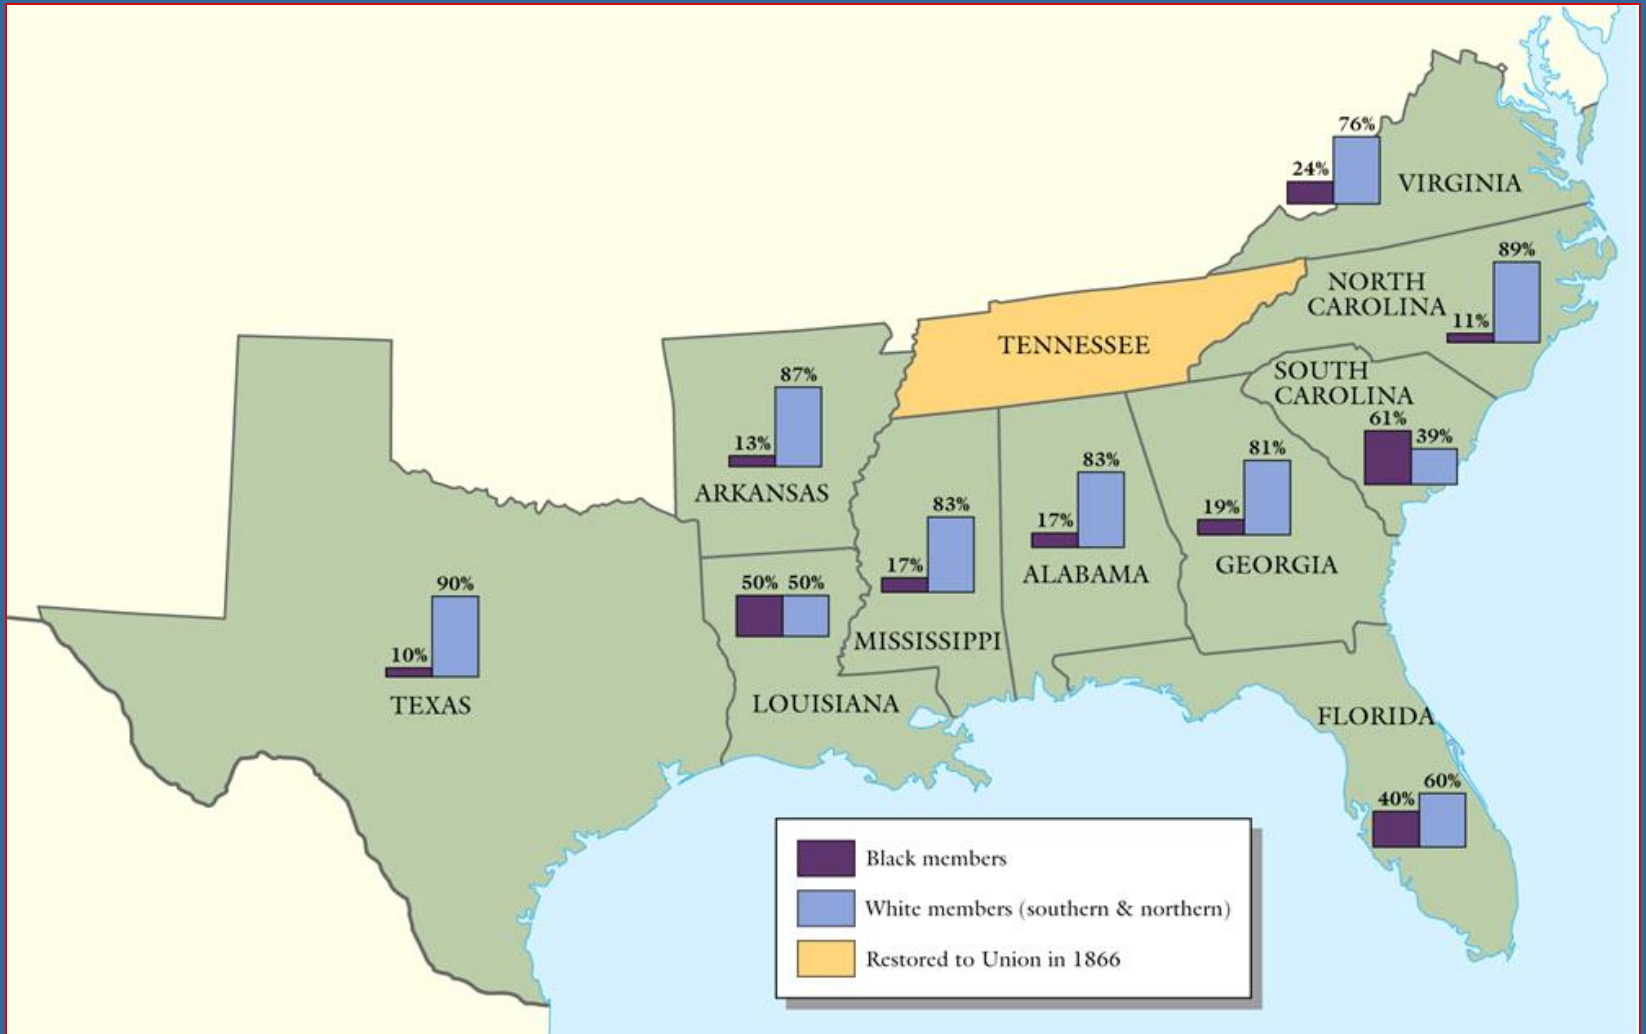 76%
24%
VIRGINIA
89%
NORTH
CAROLINA
11%
TENNESSEE
SOUTH
CAROLINA
61%
39%
87%
13%
ARKANSAS
83%
17%
MISSISSIPPI
83%
17%
ALABAMA
81%
19%
GEORGIA
50% 50%
LOUISIANA
90%
10%
TEXAS
FLORIDA
60%
40%
Black members
White members (southern & northern)
Restored to Union in 1866